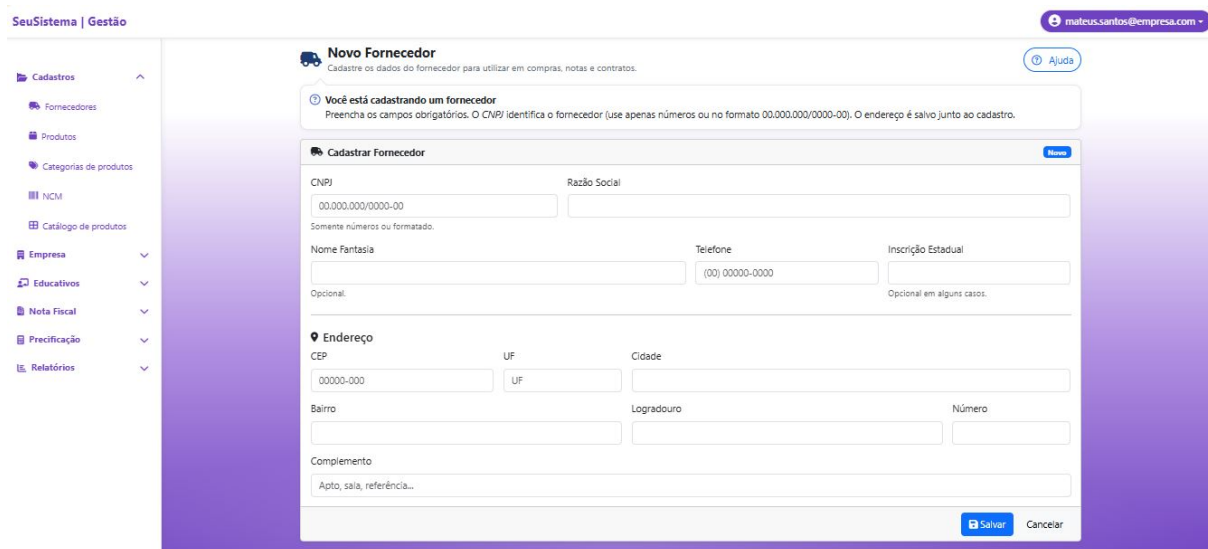 SeuSistema | Gestão
mateus.santos@empresa.com
Cadastros
Fornecedores
Produtos
Categorias de produtos
NCM
Catálogo de produtos
Empresa
Educativos
Nota Fiscal
Precificação
Relatórios
Novo Fornecedor
Cadastre os dados do fornecedor para utilizar em compras, notas e contratos.
Ajuda
Você está cadastrando um fornecedor
Preencha os campos obrigatórios. O CNPJ identifica o fornecedor (use apenas números ou no formato 00.000.000/0000-00). O endereço é salvo junto ao cadastro.
Cadastrar Fornecedor
Novo
CNPJ
Razão Social
00.000.000/0000-00
Somente números ou formatado.
Nome Fantasia
Telefone
Inscrição Estadual
(00) 00000-0000
Opcional.
Opcional em alguns casos.
Endereço
CEP
UF
Cidade
00000-000
UF
Bairro
Logradouro
Número
Complemento
Apto, sala, referência...
Salvar
Cancelar